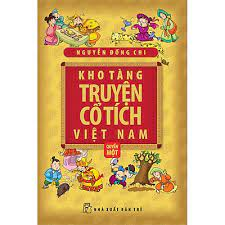 NGUYỄN ĐỔNG CHI
KHO TÀNG
TRUYỆN
CỔ TÍCH
VIỆT NAM
QUYỂN
MỘT
NHÀ XUẤT BẢN TRẺ